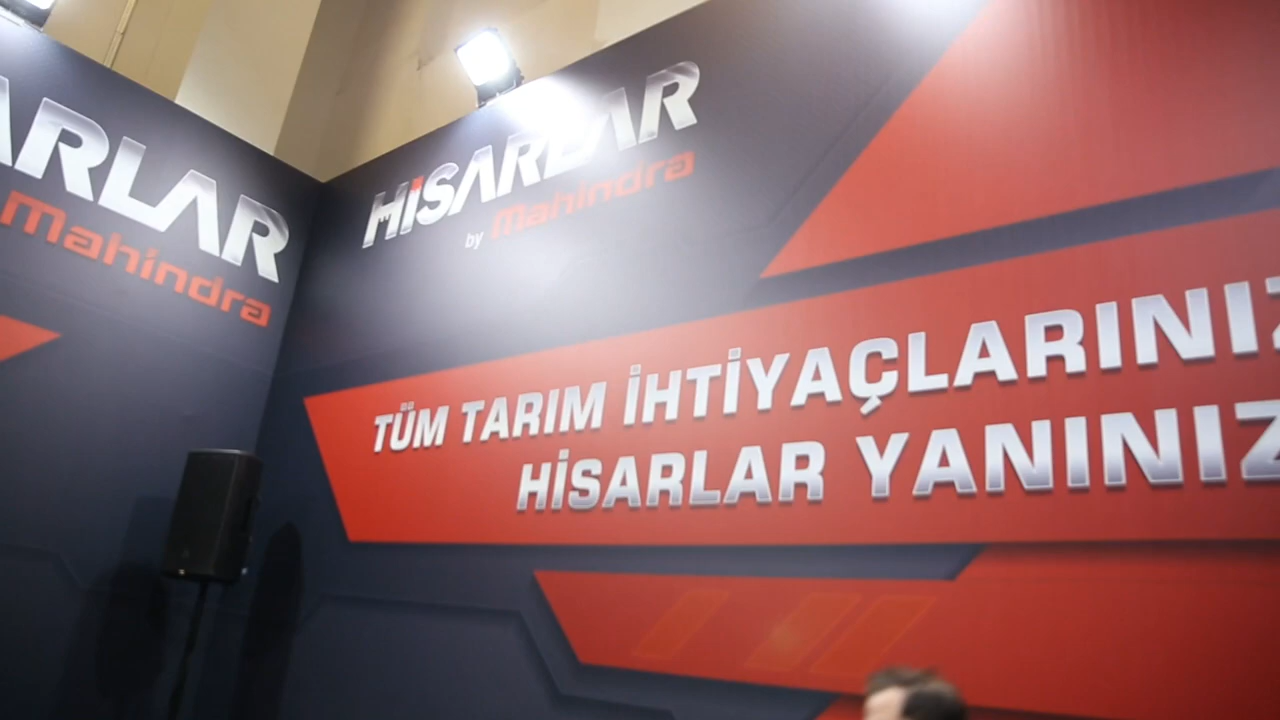 ARLAR
Mahindra
HİSARLAR
by Mahindra
TÜM TARIM İHTİYAÇLARINIZ
HİSARLAR YANINIZ